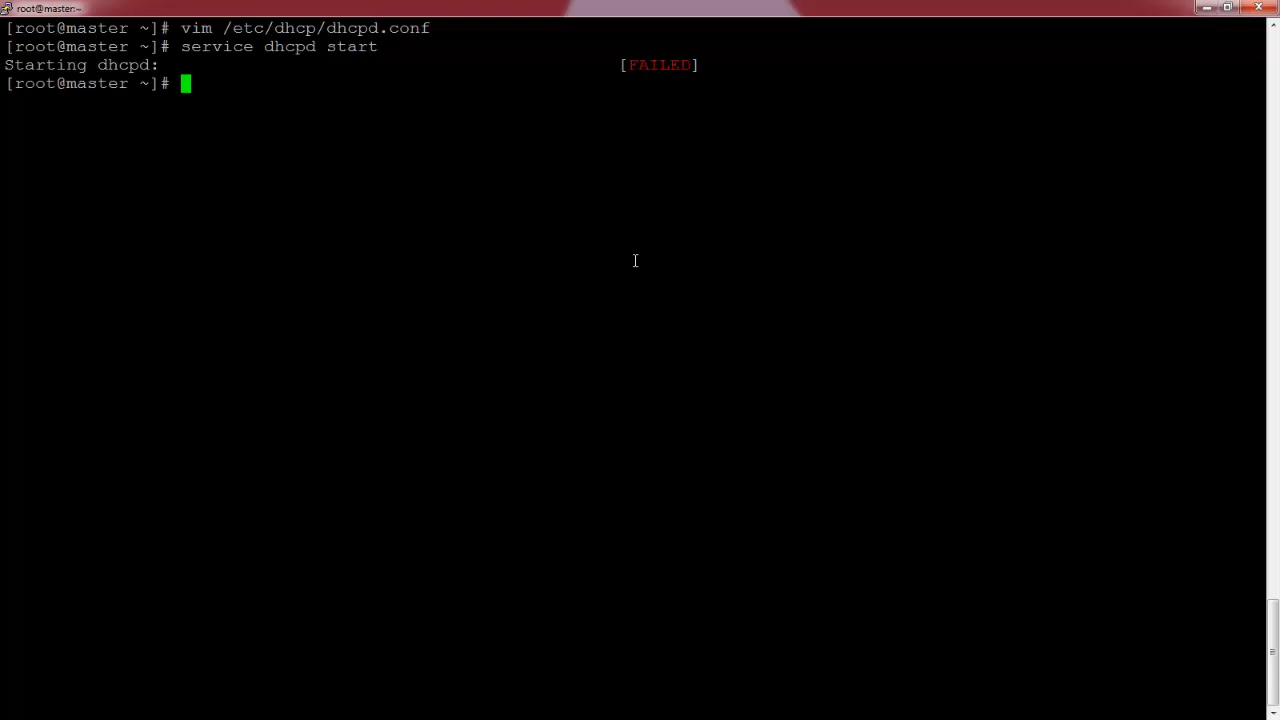 root@master:~
[root@master ~]# vim /etc/dhcp/dhcpd.conf
[root@master ~]# service dhcpd start
Starting dhcpd: [FAILED]
[root@master ~]#